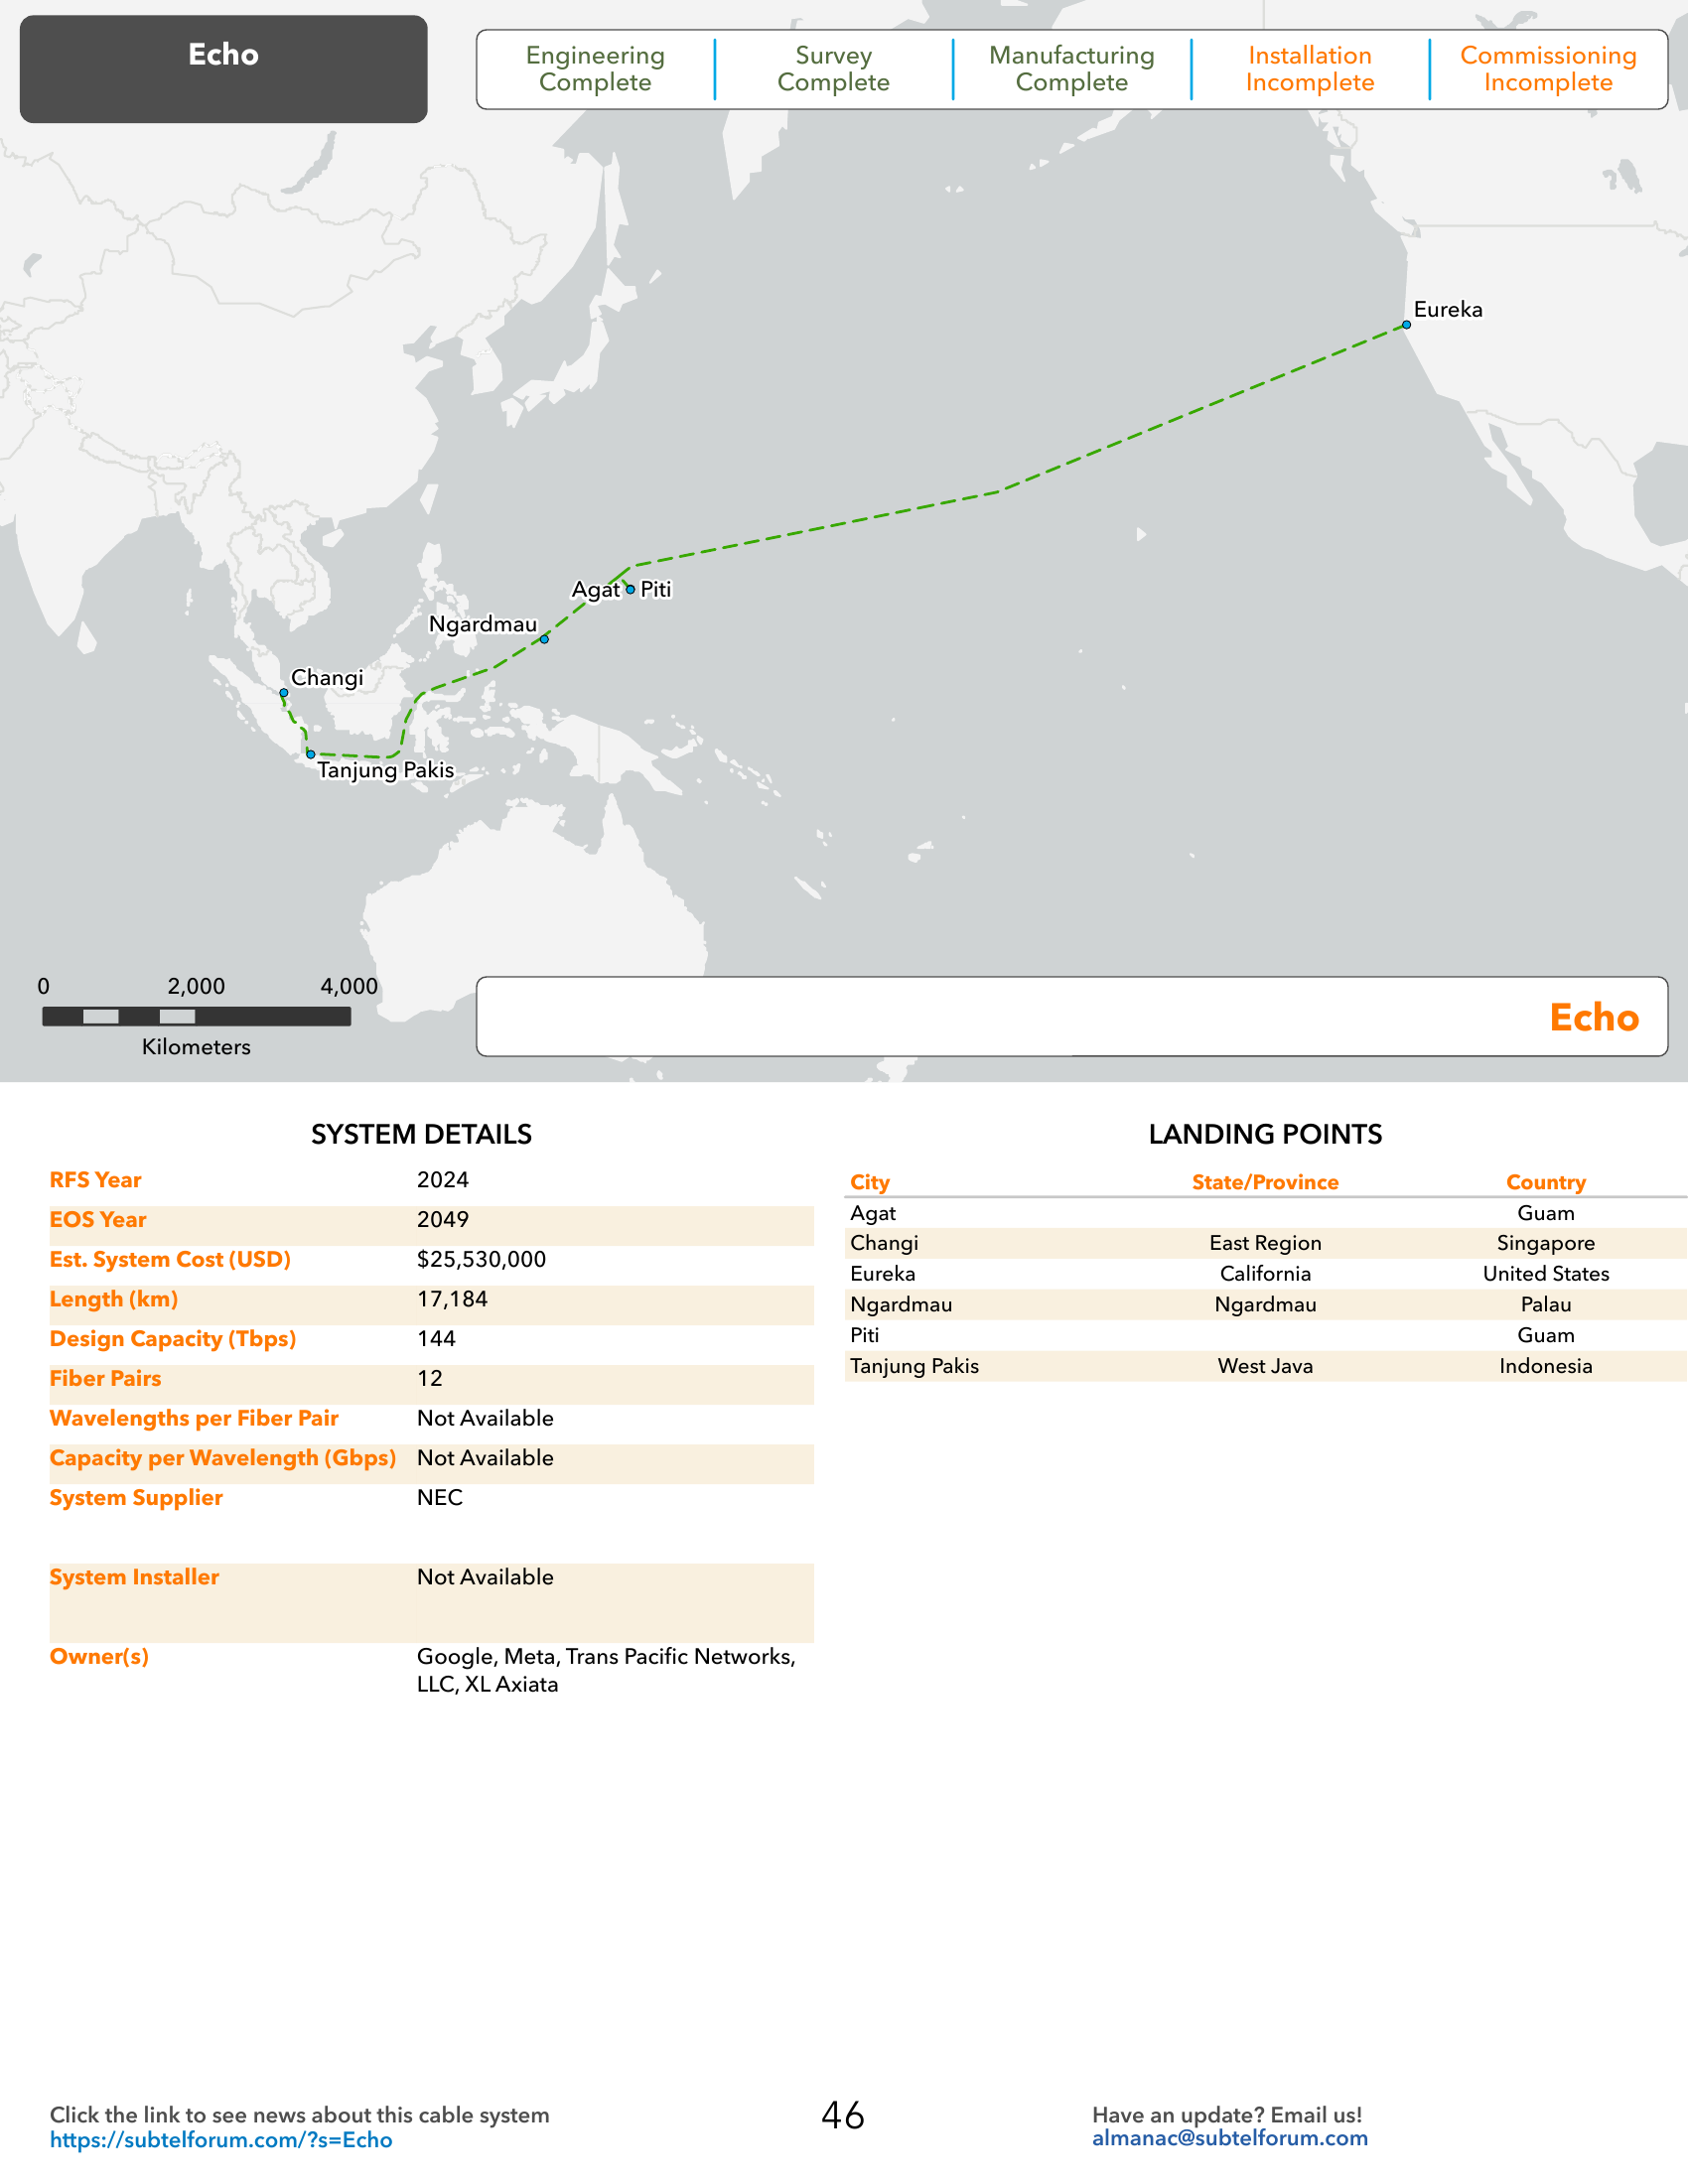 Echo
Engineering
Complete
Survey
Complete
Manufacturing
Complete
Installation
Incomplete
Commissioning
Incomplete
Eureka
Agat
Piti
Ngardmau
Changi
Tanjung Pakis
0 2,000 4,000
Kilometers
Echo
SYSTEM DETAILS
RFS Year 2024
EOS Year 2049
Est. System Cost (USD) $25,530,000
Length (km) 17,184
Design Capacity (Tbps) 144
Fiber Pairs 12
Wavelengths per Fiber Pair Not Available
Capacity per Wavelength (Gbps) Not Available
System Supplier NEC
System Installer Not Available
Owner(s) Google, Meta, Trans Pacific Networks,
LLC, XL Axiata
LANDING POINTS
City State/Province Country
Agat Guam
Changi East Region Singapore
Eureka California United States
Ngardmau Ngardmau Palau
Piti Guam
Tanjung Pakis West Java Indonesia
Click the link to see news about this cable system
https://subtelforum.com/?s=Echo
46
Have an update? Email us!
almanac@subtelforum.com